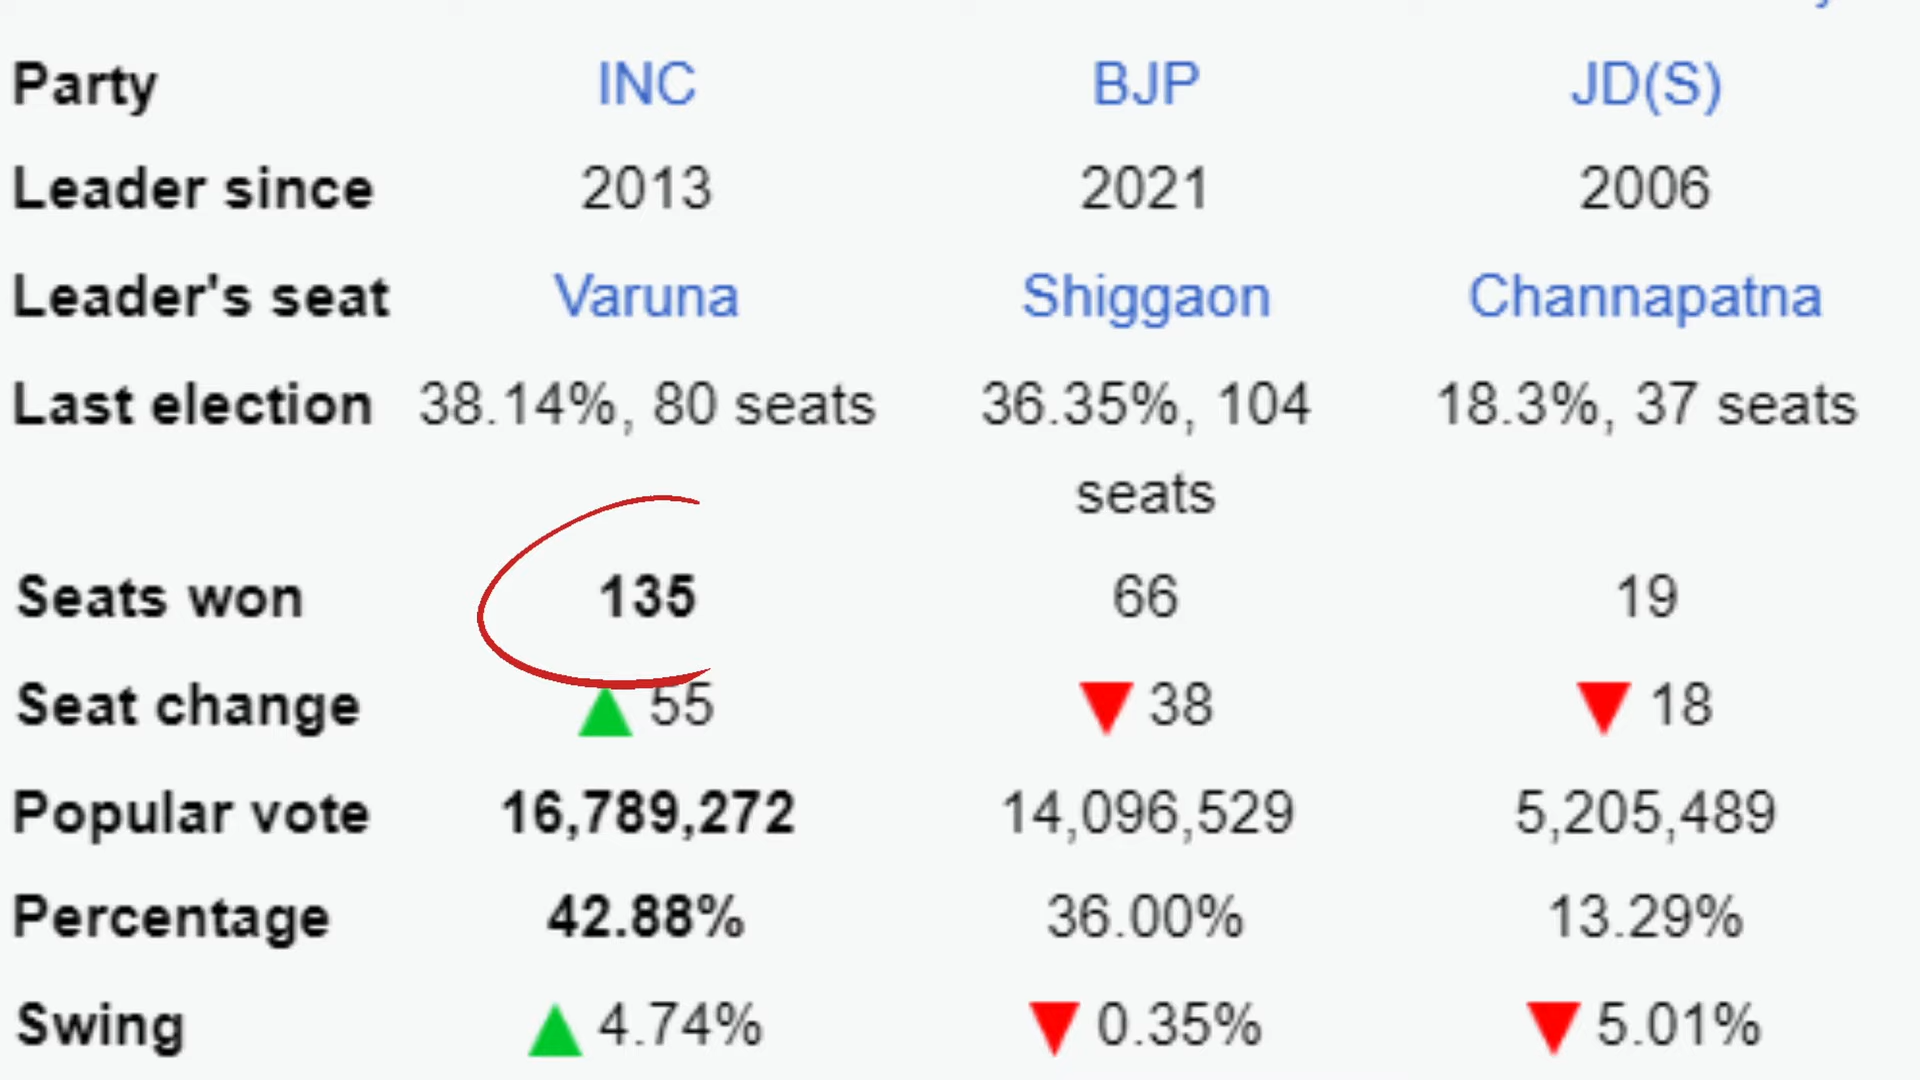 Party INC BJP JD(S)
Leader since 2013 2021 2006
Leader's seat Varuna Shiggaon Channapatna
Last election 38.14%, 80 seats 36.35%, 104 18.3%, 37 seats
seats
Seats won 135 66 19
Seat change 55 38 18
Popular vote 16,789,272 14,096,529 5,205,489
Percentage 42.88% 36.00% 13.29%
Swing 4.74% 0.35% 5.01%